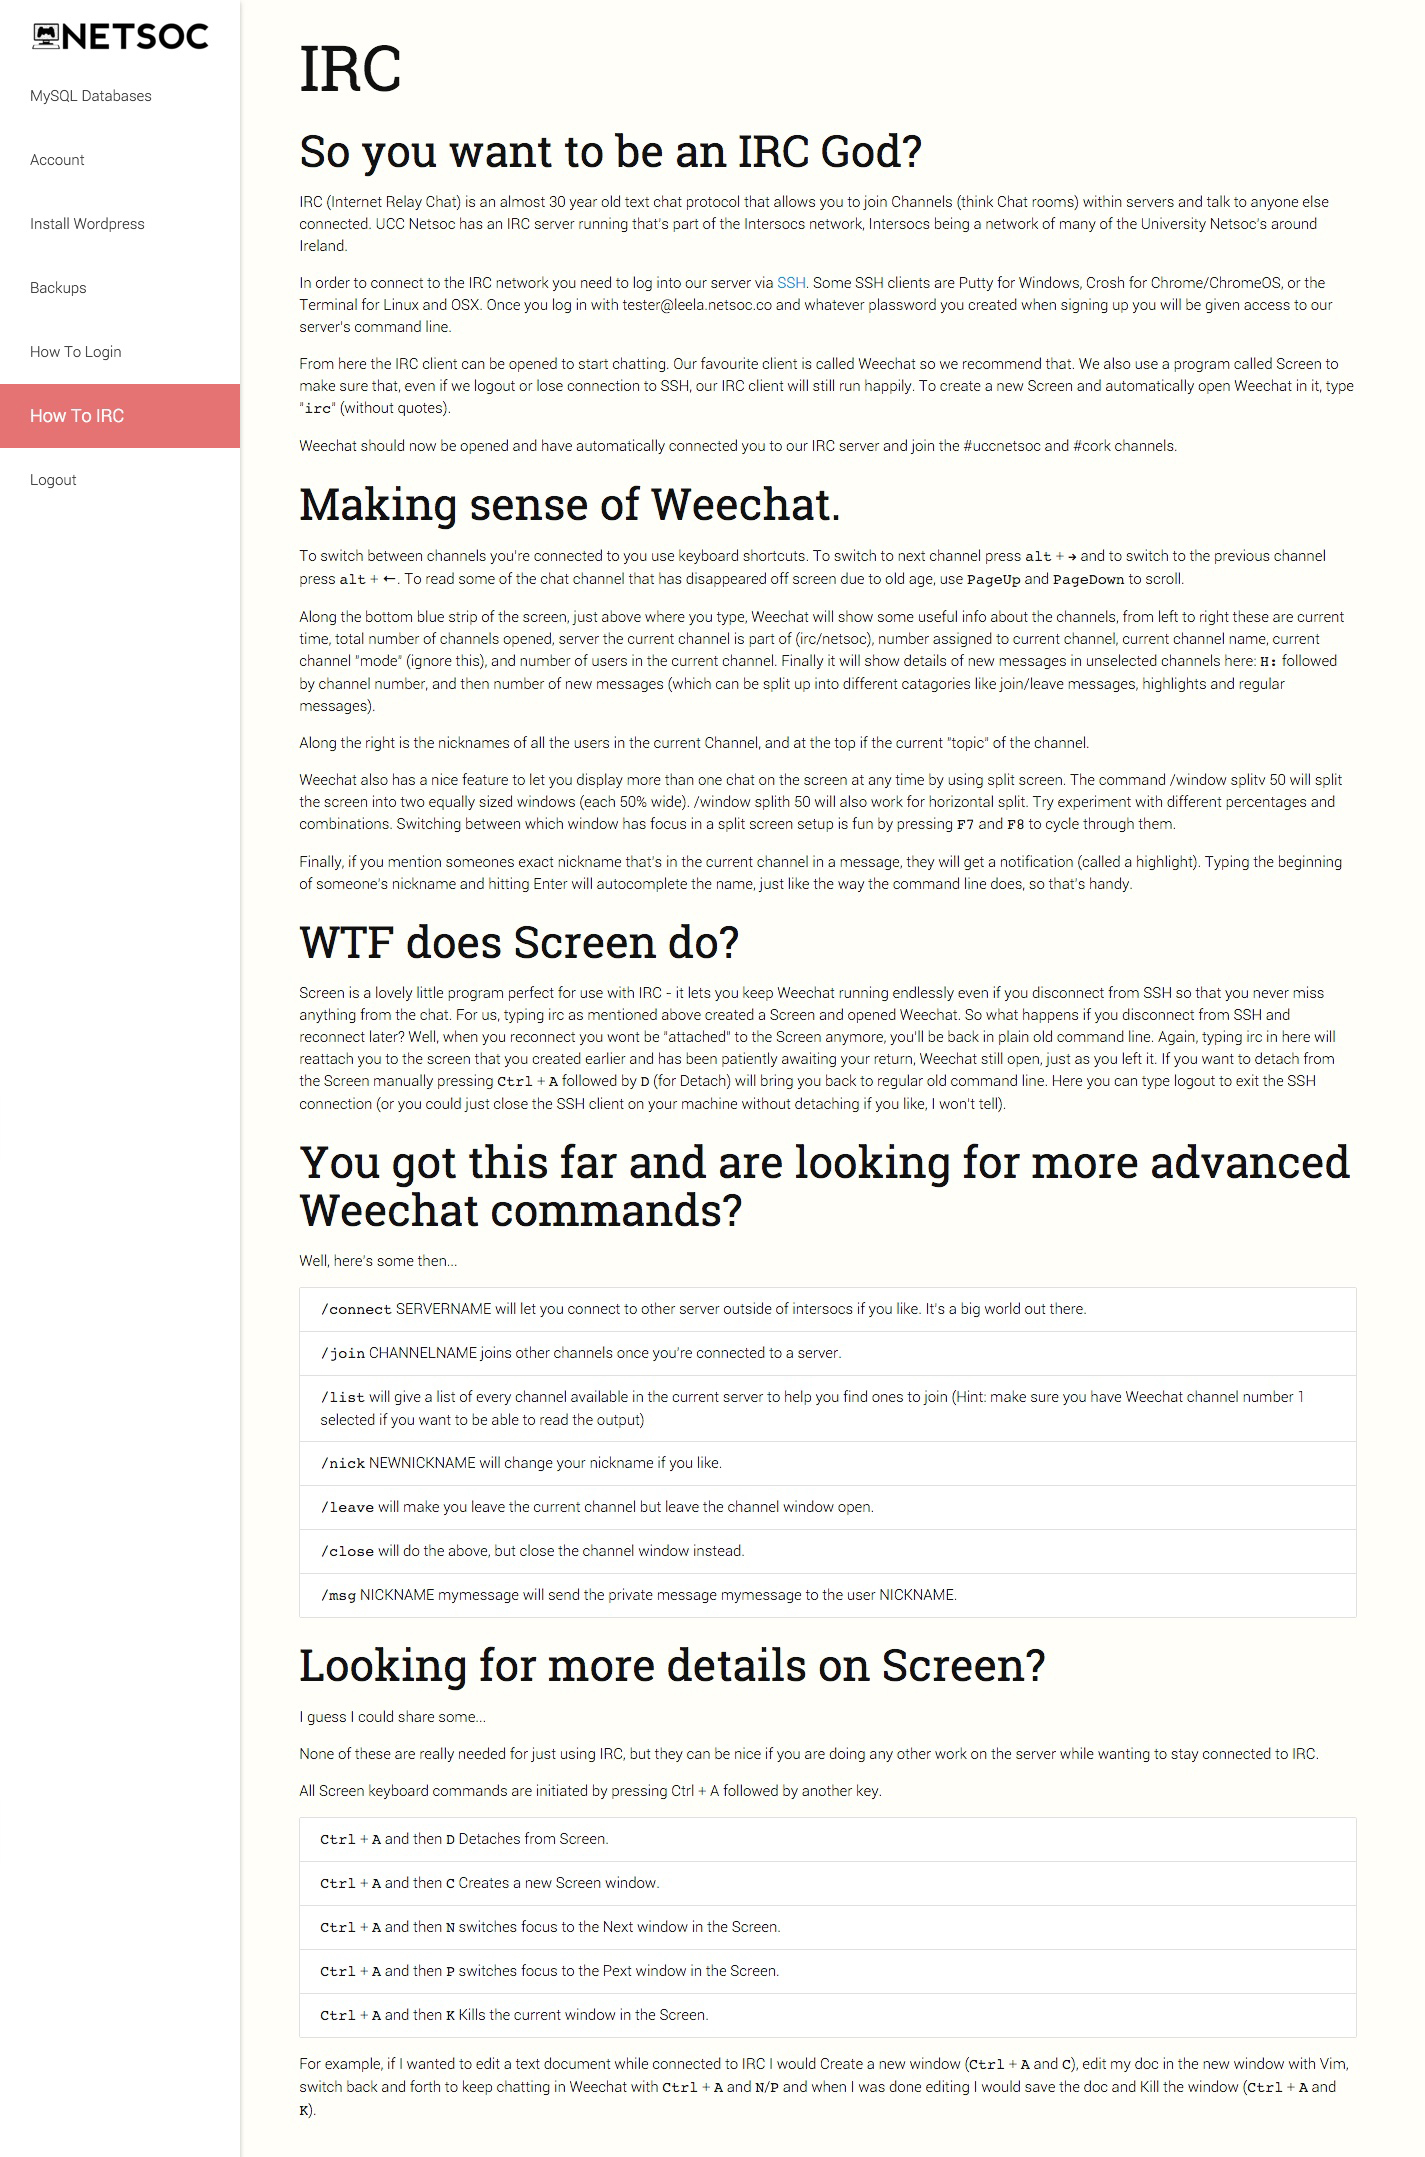 NETSOC
MySQL Databases
Account
Install Wordpress
Backups
How To Login
How To IRC
Logout
IRC
So you want to be an IRC God?
IRC (Internet Relay Chat) is an almost 30 year old text chat protocol that allows you to join Channels (think Chat rooms) within servers and talk to anyone else
connected. UCC Netsoc has an IRC server running that's part of the Intersocs network, Intersocs being a network of many of the University Netsoc's around
Ireland.
In order to connect to the IRC network you need to log into our server via SSH. Some SSH clients are Putty for Windows, Crosh for Chrome/ChromeOS, or the
Terminal for Linux and OSX. Once you log in with tester@leela.netsoc.co and whatever plassword you created when signing up you will be given access to our
server's command line.
From here the IRC client can be opened to start chatting. Our favourite client is called Weechat so we recommend that. We also use a program called Screen to
make sure that, even if we logout or lose connection to SSH, our IRC client will still run happily. To create a new Screen and automatically open Weechat in it, type
"irc" (without quotes).
Weechat should now be opened and have automatically connected you to our IRC server and join the #uccnetsoc and #cork channels.
Making sense of Weechat.
To switch between channels you're connected to you use keyboard shortcuts. To switch to next channel press alt + → and to switch to the previous channel
press alt + ←. To read some of the chat channel that has disappeared off screen due to old age, use PageUp and PageDown to scroll.
Along the bottom blue strip of the screen, just above where you type, Weechat will show some useful info about the channels, from left to right these are current
time, total number of channels opened, server the current channel is part of (irc/netsoc), number assigned to current channel, current channel name, current
channel "mode" (ignore this), and number of users in the current channel. Finally it will show details of new messages in unselected channels here: H: followed
by channel number, and then number of new messages (which can be split up into different catagories like join/leave messages, highlights and regular
messages).
Along the right is the nicknames of all the users in the current Channel, and at the top if the current "topic" of the channel.
Weechat also has a nice feature to let you display more than one chat on the screen at any time by using split screen. The command /window splitv 50 will split
the screen into two equally sized windows (each 50% wide). /window splith 50 will also work for horizontal split. Try experiment with different percentages and
combinations. Switching between which window has focus in a split screen setup is fun by pressing F7 and F8 to cycle through them.
Finally, if you mention someones exact nickname that's in the current channel in a message, they will get a notification (called a highlight). Typing the beginning
of someone's nickname and hitting Enter will autocomplete the name, just like the way the command line does, so that's handy.
WTF does Screen do?
Screen is a lovely little program perfect for use with IRC - it lets you keep Weechat running endlessly even if you disconnect from SSH so that you never miss
anything from the chat. For us, typing irc as mentioned above created a Screen and opened Weechat. So what happens if you disconnect from SSH and
reconnect later? Well, when you reconnect you wont be "attached" to the Screen anymore, you'll be back in plain old command line. Again, typing irc in here will
reattach you to the screen that you created earlier and has been patiently awaiting your return, Weechat still open, just as you left it. If you want to detach from
the Screen manually pressing Ctrl + A followed by D (for Detach) will bring you back to regular old command line. Here you can type logout to exit the SSH
connection (or you could just close the SSH client on your machine without detaching if you like, I won't tell).
You got this far and are looking for more advanced
Weechat commands?
Well, here's some then...
/connect SERVERNAME will let you connect to other server outside of intersocs if you like. It's a big world out there.
/join CHANNELNAME joins other channels once you're connected to a server.
/list will give a list of every channel available in the current server to help you find ones to join (Hint: make sure you have Weechat channel number 1
selected if you want to be able to read the output)
/nick NEWNICKNAME will change your nickname if you like.
/leave will make you leave the current channel but leave the channel window open.
/close will do the above, but close the channel window instead.
/msg NICKNAME mymessage will send the private message mymessage to the user NICKNAME.
Looking for more details on Screen?
I guess I could share some...
None of these are really needed for just using IRC, but they can be nice if you are doing any other work on the server while wanting to stay connected to IRC.
All Screen keyboard commands are initiated by pressing Ctrl + A followed by another key.
Ctrl + A and then D Detaches from Screen.
Ctrl + A and then C Creates a new Screen window.
Ctrl + A and then N switches focus to the Next window in the Screen.
Ctrl + A and then P switches focus to the Pext window in the Screen.
Ctrl + A and then K Kills the current window in the Screen.
For example, if I wanted to edit a text document while connected to IRC I would Create a new window (Ctrl + A and C), edit my doc in the new window with Vim,
switch back and forth to keep chatting in Weechat with Ctrl + A and N/P and when I was done editing I would save the doc and Kill the window (Ctrl + A and
K).